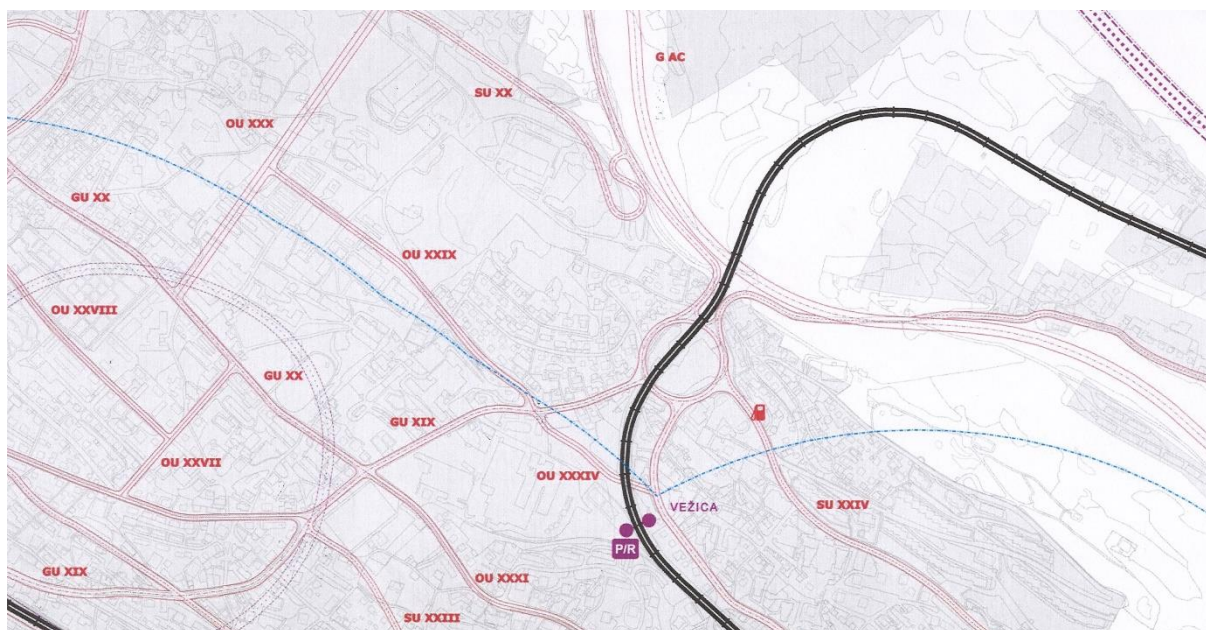 G AC
SU XX
OU XXX
GU XX
OU XXIX
OU XXVIII
GU XX
GU XIX
OU XXVII
OU XXXIV
VEŽICA
SU XXIV
P/R
GU XIX
OU XXXI
SU XXIII